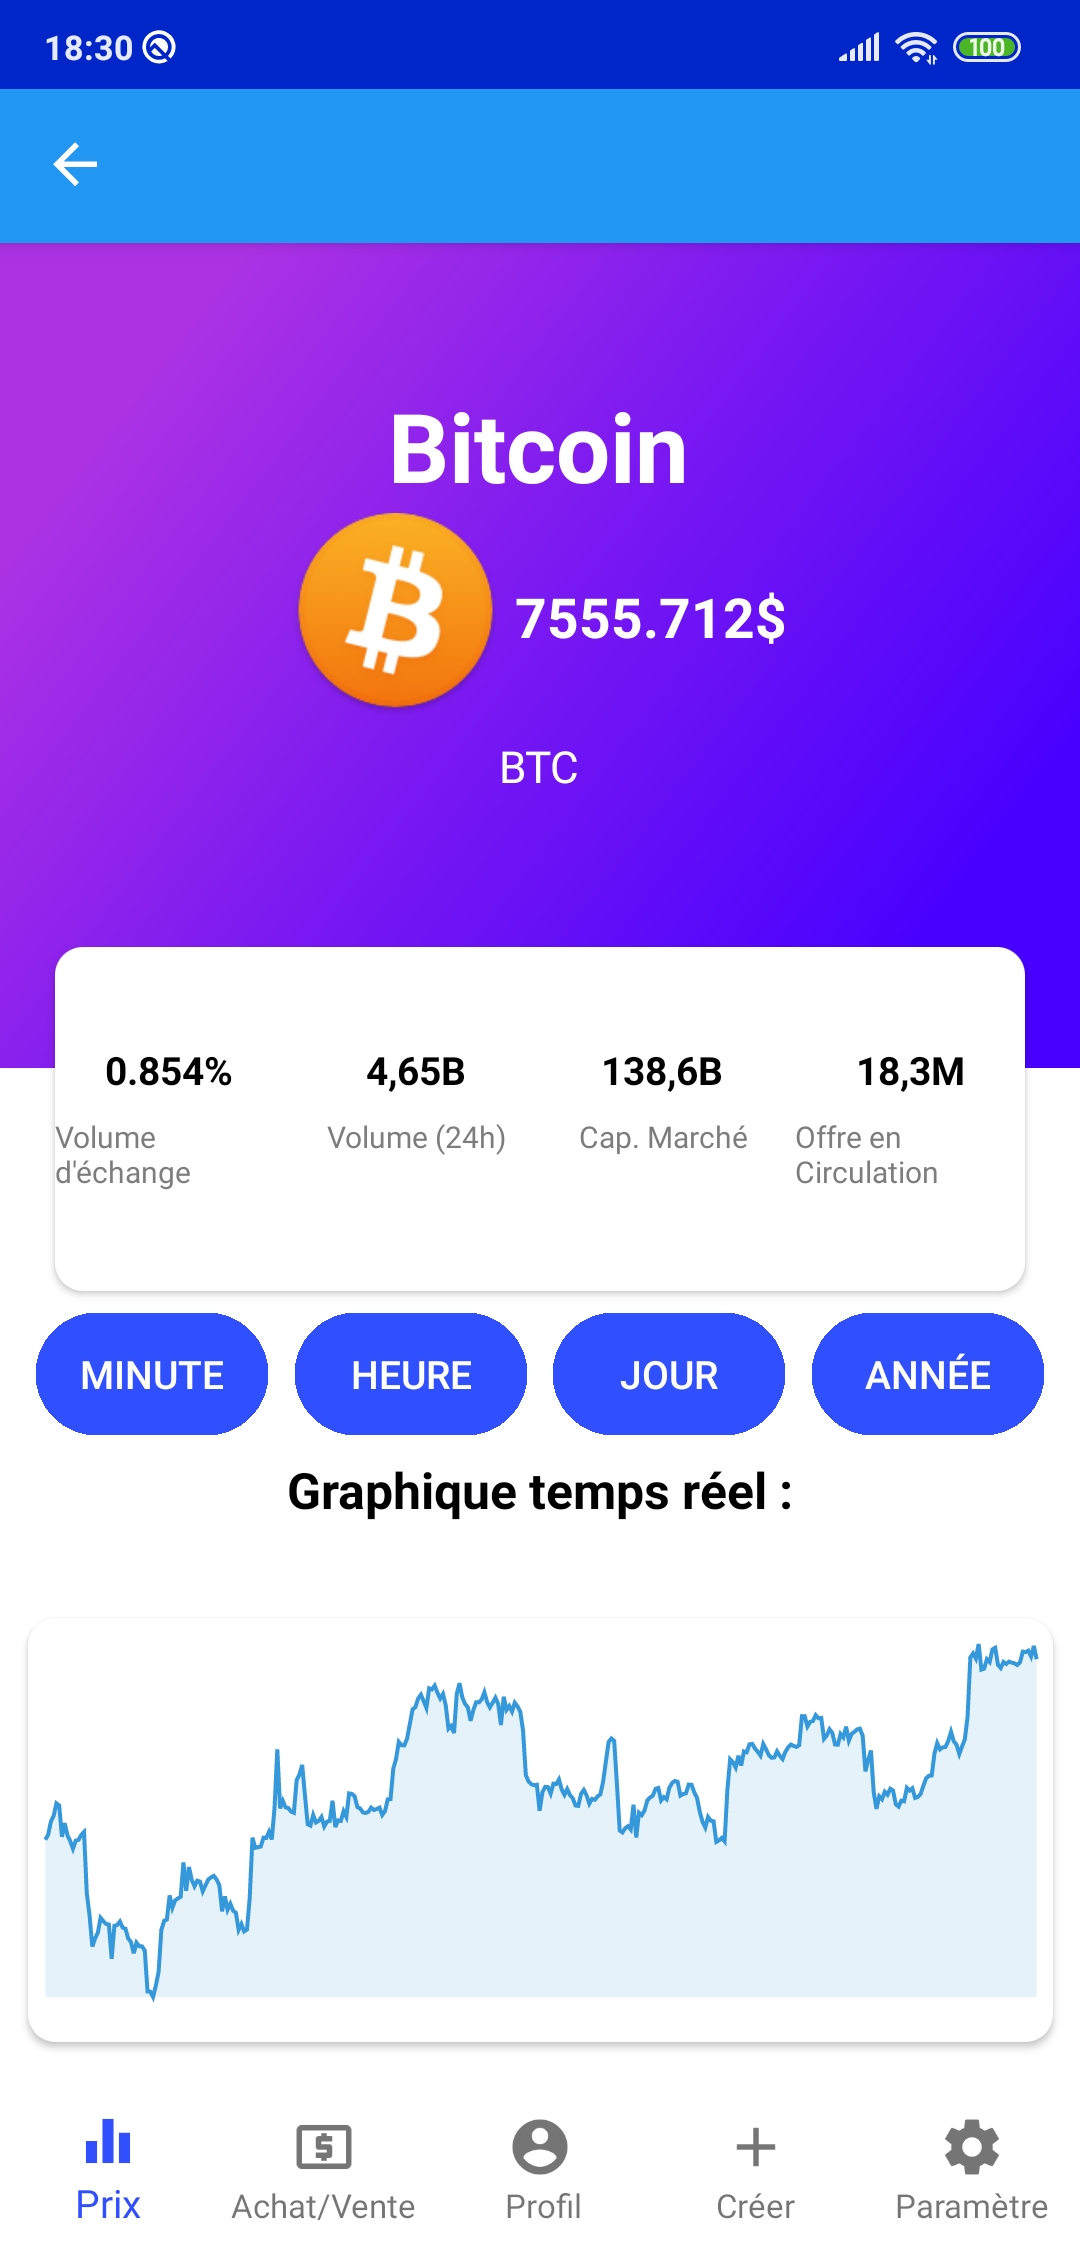 18:30
100
Bitcoin
7555.712$
BTC
0.854% 4,65B 138,6B 18,3M
Volume d'échange Volume (24h) Cap. Marché Offre en Circulation
MINUTE HEURE JOUR ANNÉE
Graphique temps réel :
Prix Achat/Vente Profil Créer Paramètre